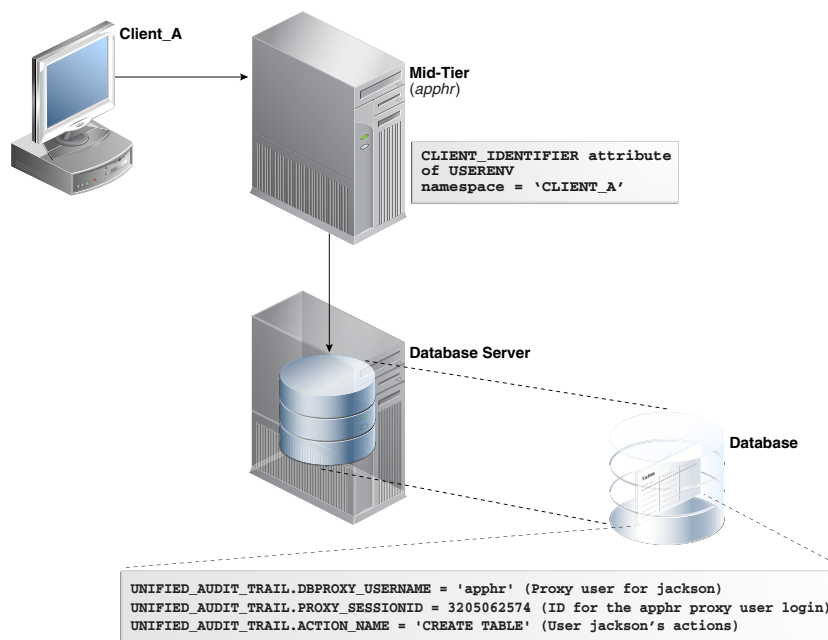 Client_A
Mid-Tier
(apphr)
CLIENT_IDENTIFIER attribute
of USERENV
namespace = ‘CLIENT_A’
Database Server
Database
Table
UNIFIED_AUDIT_TRAIL.DBPROXY_USERNAME = 'apphr' (Proxy user for jackson)
UNIFIED_AUDIT_TRAIL.PROXY_SESSIONID = 3205062574 (ID for the apphr proxy user login)
UNIFIED_AUDIT_TRAIL.ACTION_NAME = 'CREATE TABLE' (User jackson's actions)